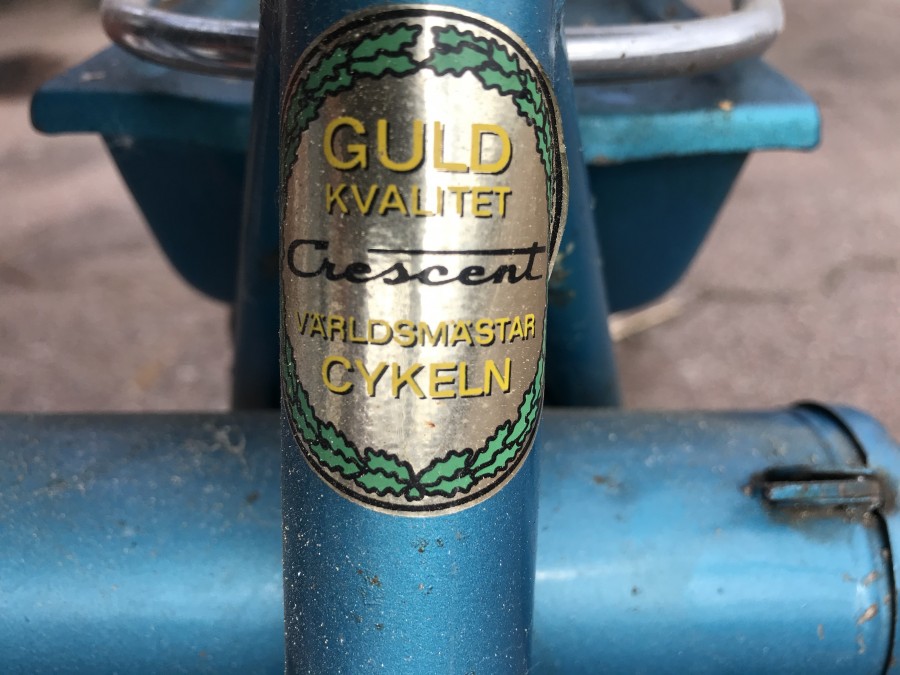 GULD
KVALITET
Crescent
VÄRLDSMÄSTAR
CYKELN